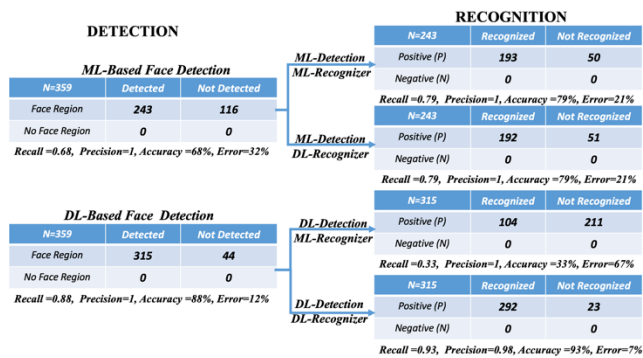 DETECTION
ML-Based Face Detection
N=359 Detected Not Detected
Face Region 243 116
No Face Region 0 0
Recall =0.68, Precision=1, Accuracy =68%, Error=32%
DL-Based Face Detection
N=359 Detected Not Detected
Face Region 315 44
No Face Region 0 0
Recall =0.88, Precision=1, Accuracy =88%, Error=12%
RECOGNITION
ML-Detection
ML-Recognizer
N=243 Recognized Not Recognized
Positive (P) 193 50
Negative (N) 0 0
Recall =0.79, Precision=1, Accuracy =79%, Error=21%
ML-Detection
DL-Recognizer
N=243 Recognized Not Recognized
Positive (P) 192 51
Negative (N) 0 0
Recall =0.79, Precision=1, Accuracy =79%, Error=21%
DL-Detection
ML-Recognizer
N=315 Recognized Not Recognized
Positive (P) 104 211
Negative (N) 0 0
Recall =0.33, Precision=1, Accuracy =33%, Error=67%
DL-Detection
DL-Recognizer
N=315 Recognized Not Recognized
Positive (P) 292 23
Negative (N) 0 0
Recall =0.93, Precision=0.98, Accuracy =93%, Error=7%